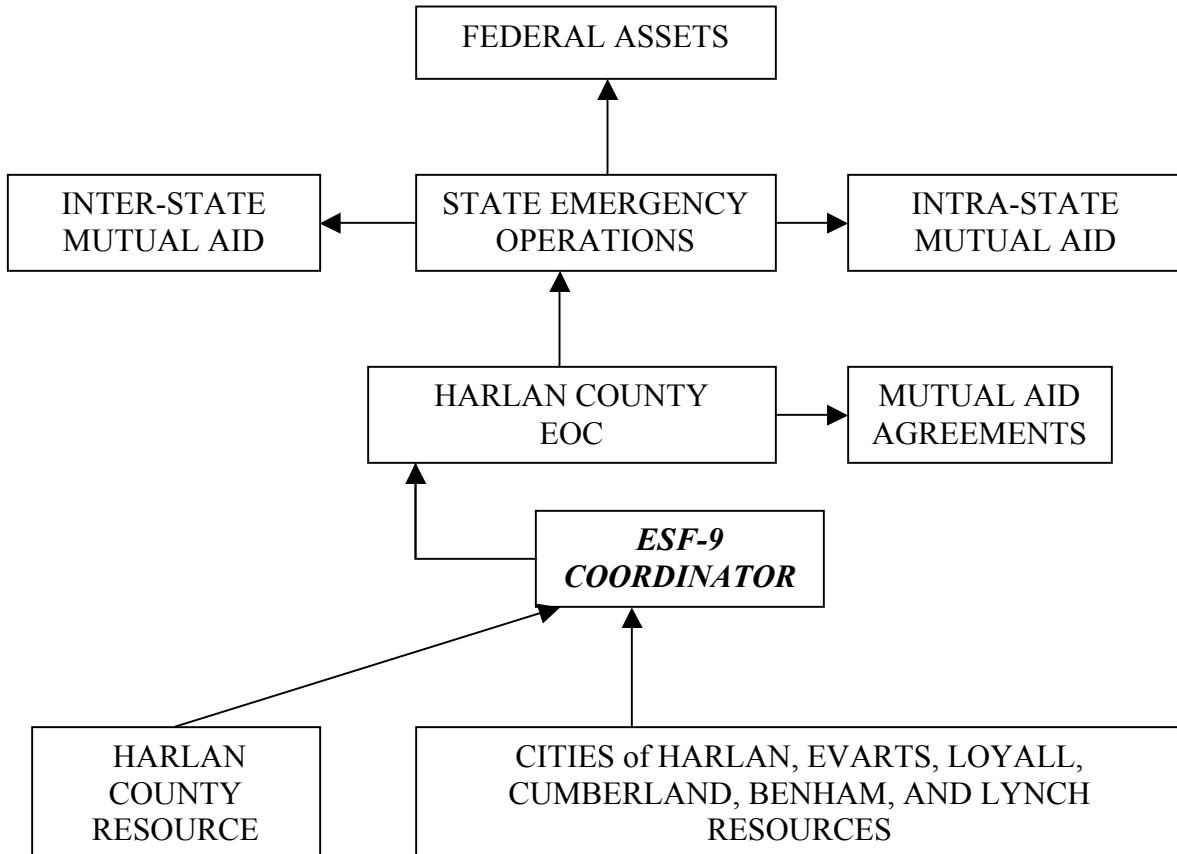 FEDERAL ASSETS
INTER-STATE
MUTUAL AID
STATE EMERGENCY
OPERATIONS
INTRA-STATE
MUTUAL AID
HARLAN COUNTY
EOC
MUTUAL AID
AGREEMENTS
ESF-9
COORDINATOR
HARLAN
COUNTY
RESOURCE
CITIES of HARLAN, EVARTS, LOYALL,
CUMBERLAND, BENHAM, AND LYNCH
RESOURCES